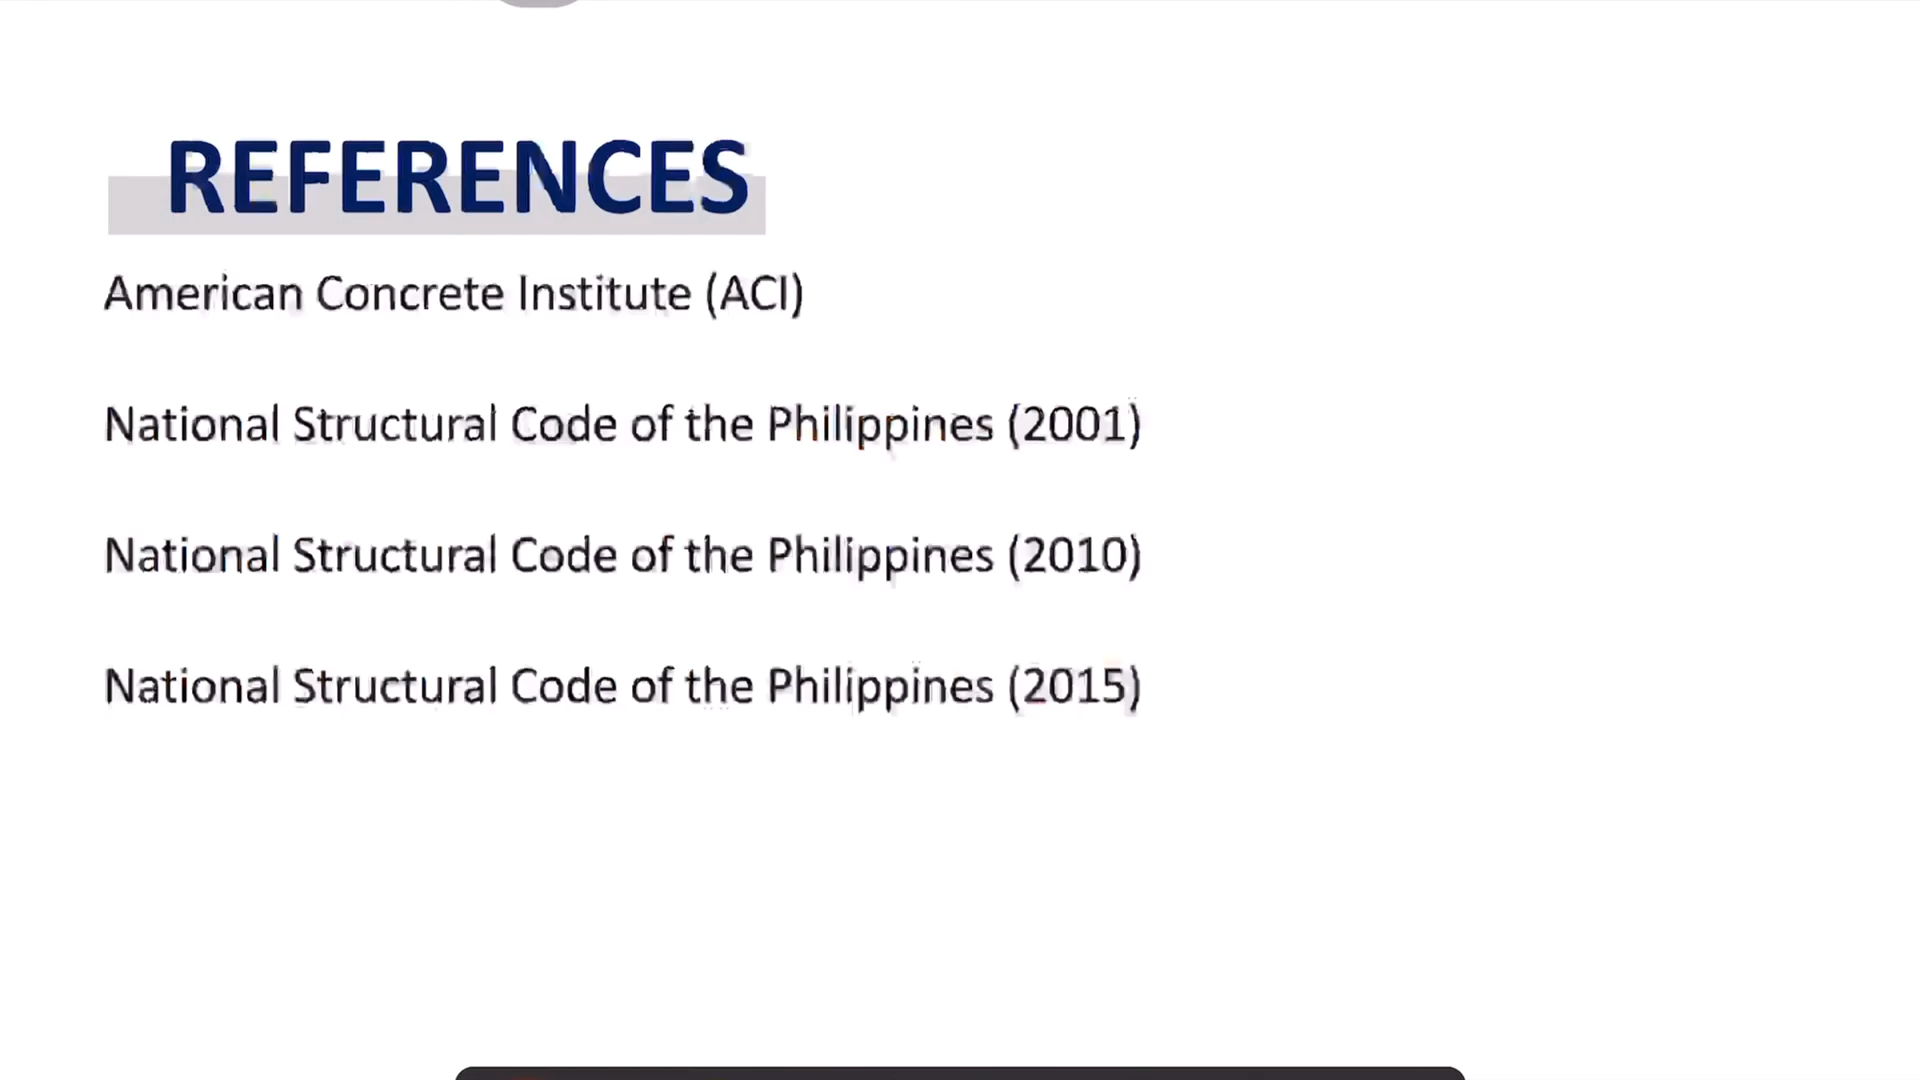 REFERENCES
American Concrete Institute (ACI)
National Structural Code of the Philippines (2001)
National Structural Code of the Philippines (2010)
National Structural Code of the Philippines (2015)